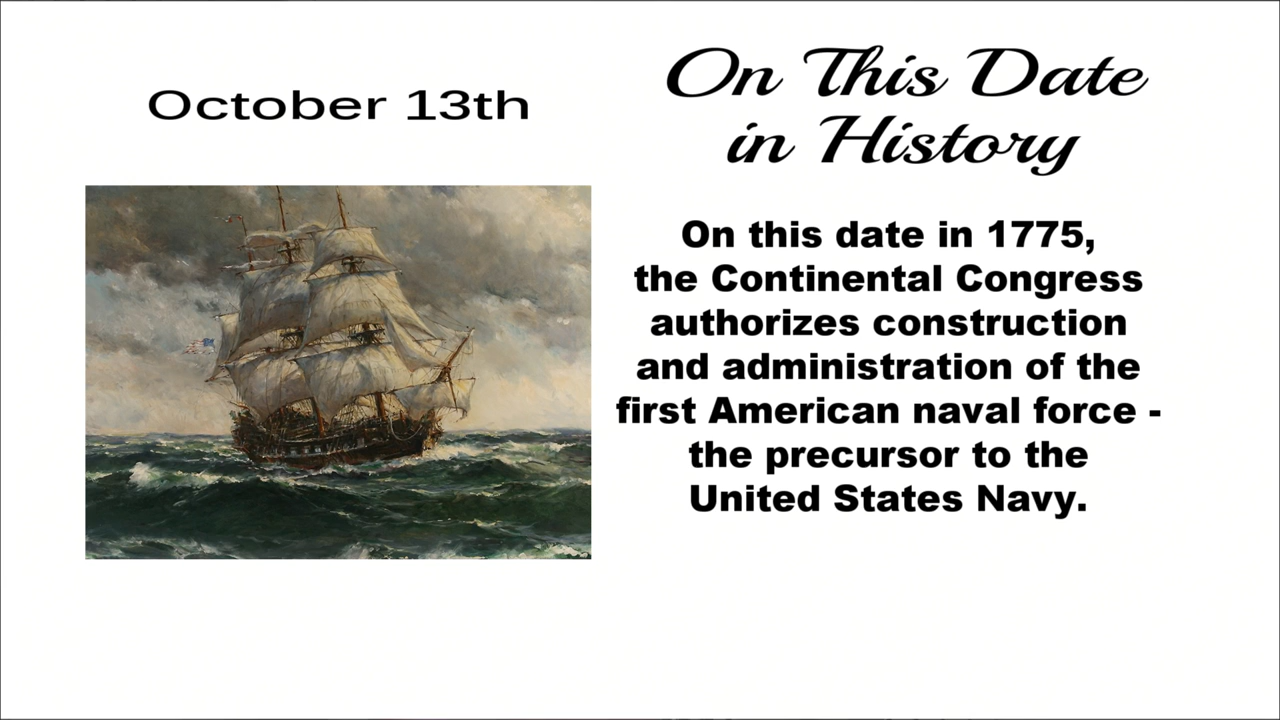 October 13th
On This Date
in History
On this date in 1775,
the Continental Congress
authorizes construction
and administration of the
first American naval force -
the precursor to the
United States Navy.